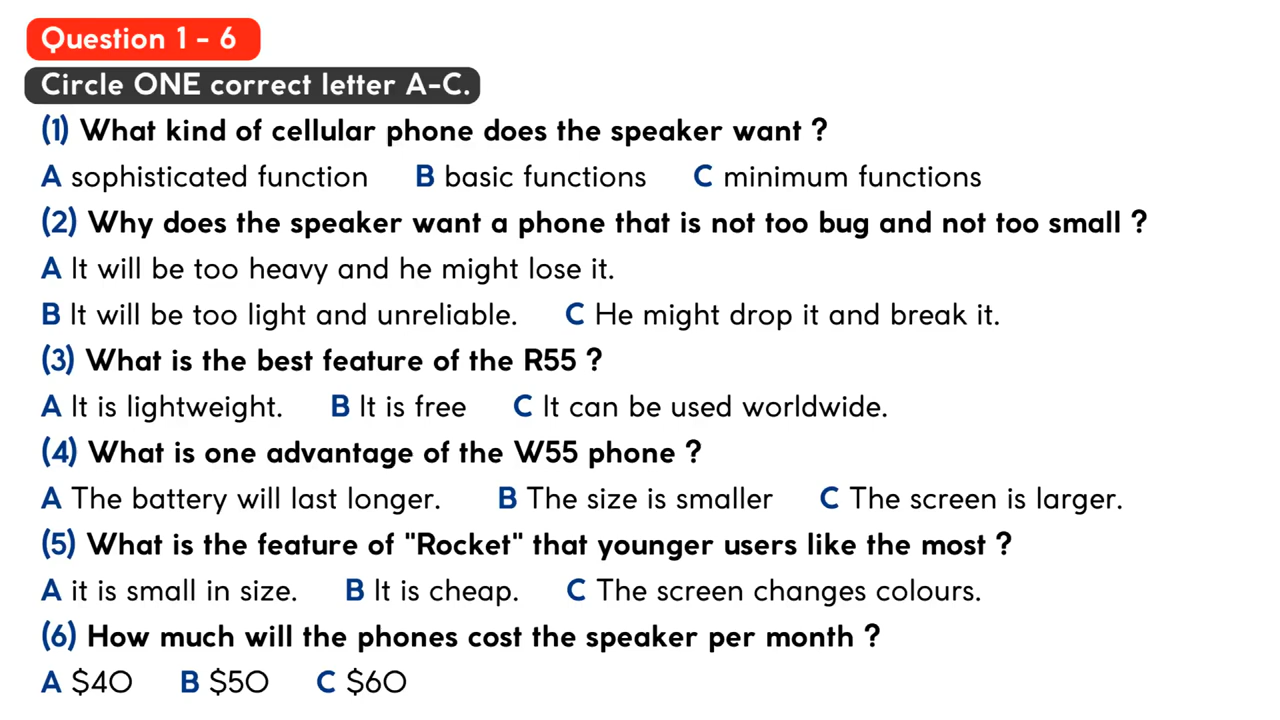 Question 1 - 6
Circle ONE correct letter A-C.
(1) What kind of cellular phone does the speaker want ?
A sophisticated function B basic functions C minimum functions
(2) Why does the speaker want a phone that is not too bug and not too small ?
A It will be too heavy and he might lose it.
B It will be too light and unreliable. C He might drop it and break it.
(3) What is the best feature of the R55 ?
A It is lightweight. B It is free C It can be used worldwide.
(4) What is one advantage of the W55 phone ?
A The battery will last longer. B The size is smaller C The screen is larger.
(5) What is the feature of "Rocket" that younger users like the most ?
A it is small in size. B It is cheap. C The screen changes colours.
(6) How much will the phones cost the speaker per month ?
A $40 B $50 C $60